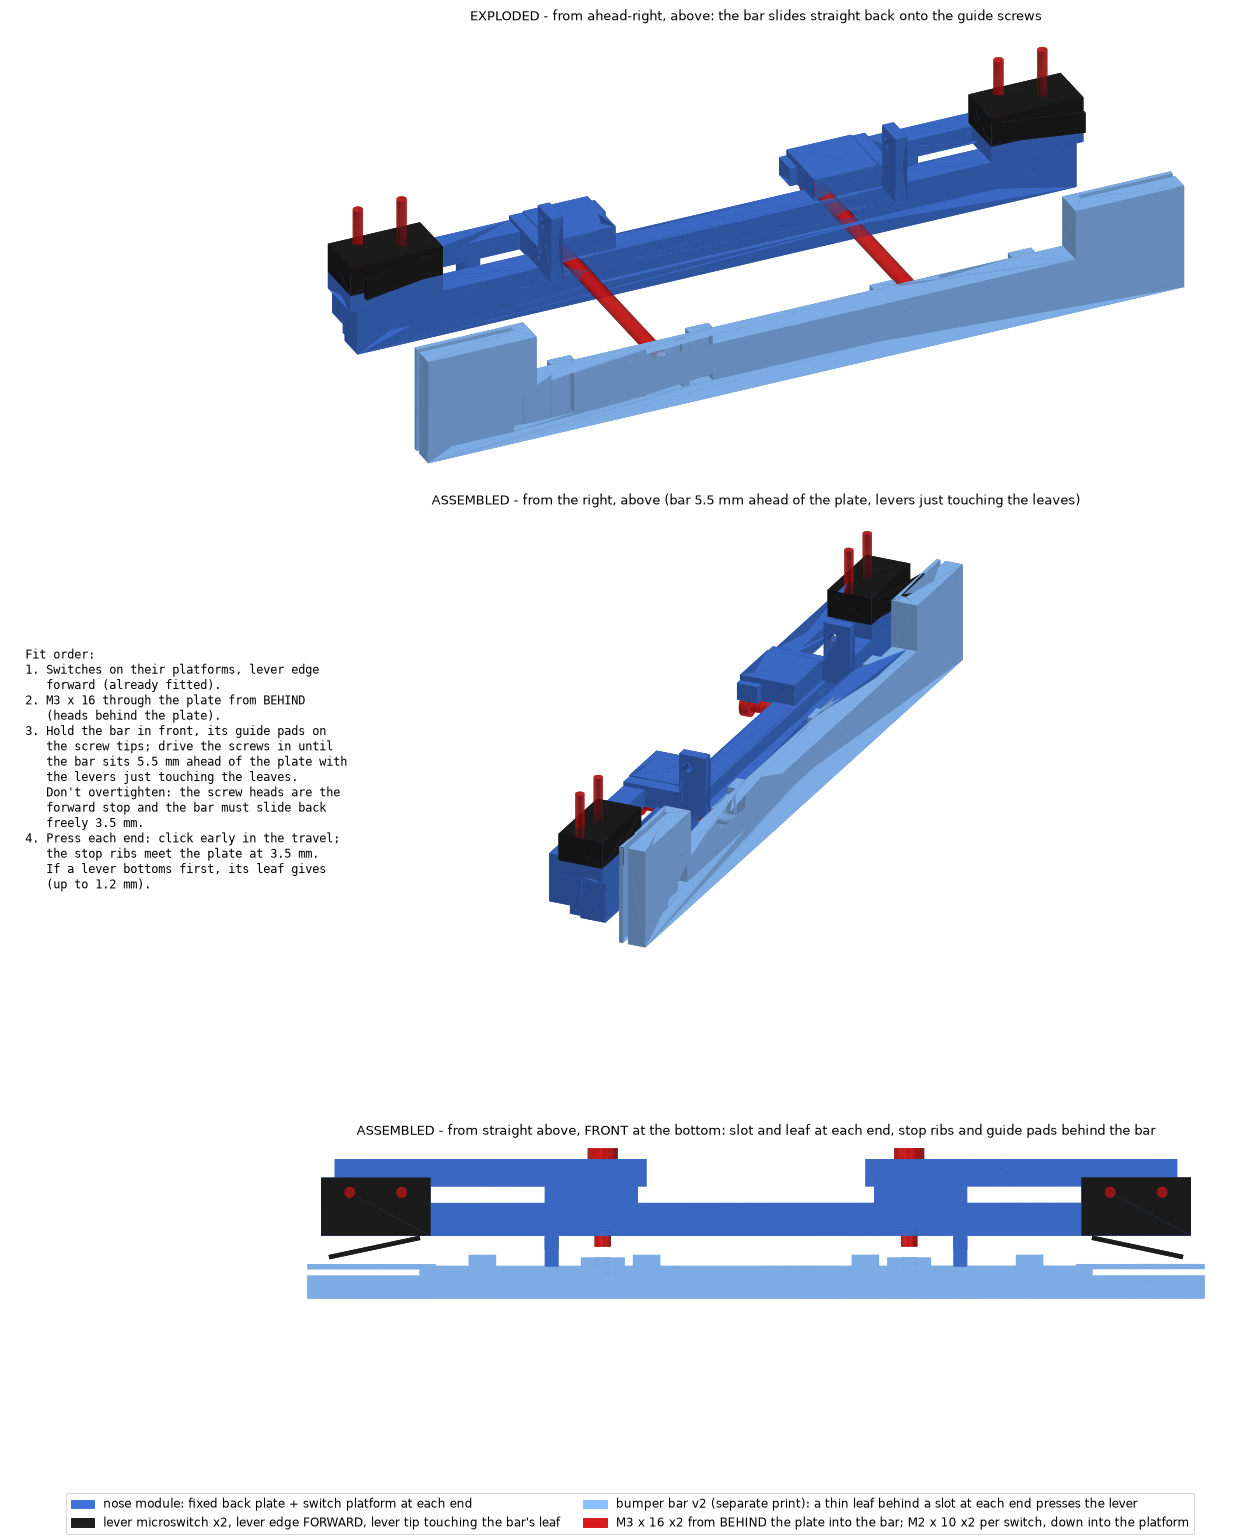 EXPLODED - from ahead-right, above: the bar slides straight back onto the guide screws
ASSEMBLED - from the right, above (bar 5.5 mm ahead of the plate, levers just touching the leaves)
Fit order:
1. Switches on their platforms, lever edge
forward (already fitted).
2. M3 x 16 through the plate from BEHIND
(heads behind the plate).
3. Hold the bar in front, its guide pads on
the screw tips; drive the screws in until
the bar sits 5.5 mm ahead of the plate with
the levers just touching the leaves.
Don't overtighten: the screw heads are the
forward stop and the bar must slide back
freely 3.5 mm.
4. Press each end: click early in the travel;
the stop ribs meet the plate at 3.5 mm.
If a lever bottoms first, its leaf gives
(up to 1.2 mm).
ASSEMBLED - from straight above, FRONT at the bottom: slot and leaf at each end, stop ribs and guide pads behind the bar
nose module: fixed back plate + switch platform at each end
lever microswitch x2, lever edge FORWARD, lever tip touching the bar's leaf
bumper bar v2 (separate print): a thin leaf behind a slot at each end presses the lever
M3 x 16 x2 from BEHIND the plate into the bar; M2 x 10 x2 per switch, down into the platform